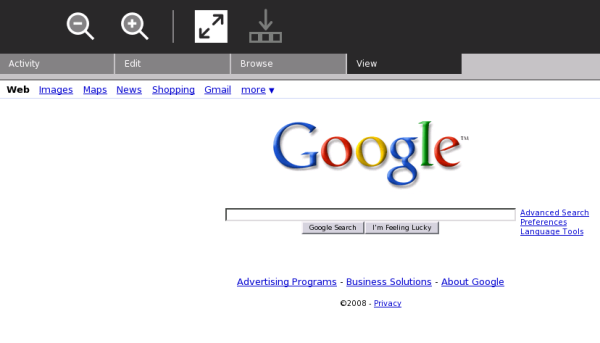 Activity Edit Browse View
Web Images Maps News Shopping Gmail more ▼
Google™
Advanced Search
Preferences
Google Search I'm Feeling Lucky
Language Tools
Advertising Programs - Business Solutions - About Google
©2008 - Privacy